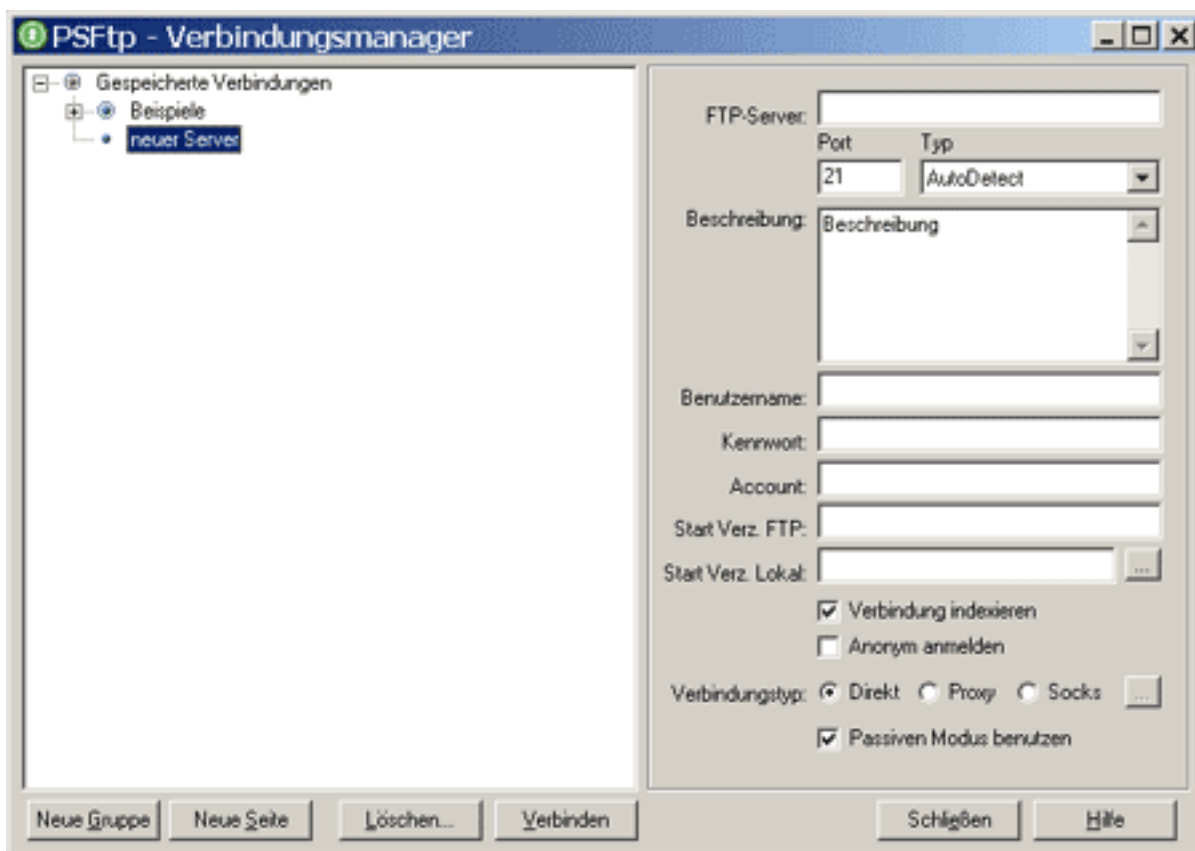 PSFtp - Verbindungsmanager
Gespeicherte Verbindungen
Beispiele
neuer Server
FTP-Server:
Port Typ
21 AutoDetect
Beschreibung: Beschreibung
Benutzername:
Kennwort:
Account:
Start Verz. FTP:
Start Verz. Lokal: ...
Verbindung indexieren
Anonym anmelden
Verbindungstyp: Direkt Proxy Socks ...
Passiven Modus benutzen
Neue Gruppe Neue Seite Löschen... Verbinden Schließen Hilfe